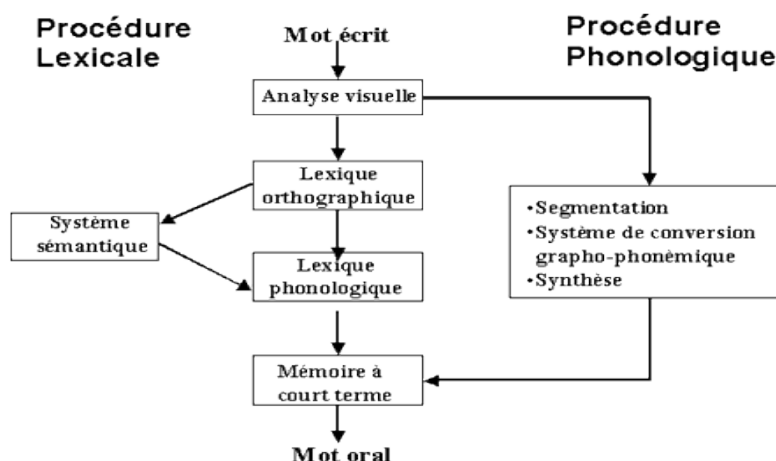 Procédure
Lexicale
Mot écrit
Procédure
Phonologique
Analyse visuelle
Lexique
orthographique
Système
sémantique
Lexique
phonologique
•Segmentation
•Système de conversion
grapho-phonèmique
•Synthèse
Mémoire à
court terme
Mot oral